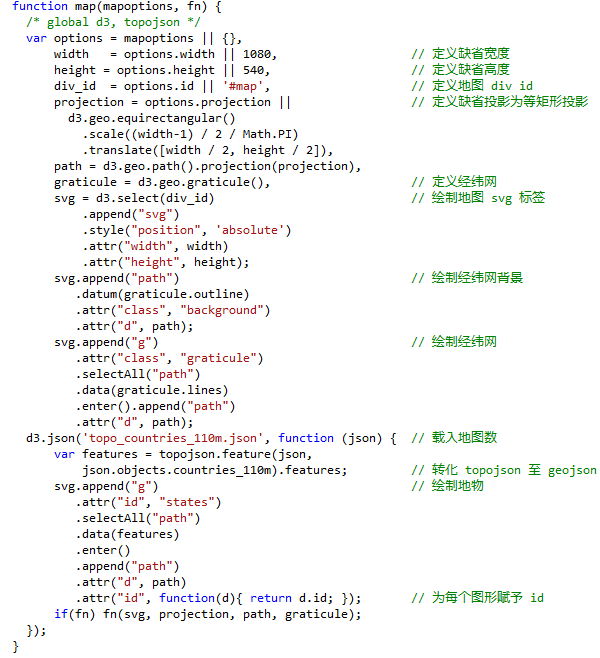 function map(mapoptions, fn) {
  /* global d3, topojson */
  var options = mapoptions || {},
      width   = options.width || 1080,                   // 定义缺省宽度
      height = options.height || 540,                    // 定义缺省高度
      div_id  = options.id || '#map',                    // 定义地图 div id
      projection = options.projection ||                 // 定义缺省投影为等矩形投影
        d3.geo.equirectangular()
          .scale((width-1) / 2 / Math.PI)
          .translate([width / 2, height / 2]),
      path = d3.geo.path().projection(projection),
      graticule = d3.geo.graticule(),                    // 定义经纬网
      svg = d3.select(div_id)                            // 绘制地图 svg 标签
         .append("svg")
         .style("position", 'absolute')
         .attr("width", width)
         .attr("height", height);
      svg.append("path")                                 // 绘制经纬网背景
         .datum(graticule.outline)
         .attr("class", "background")
         .attr("d", path);
      svg.append("g")                                    // 绘制经纬网
         .attr("class", "graticule")
         .selectAll("path")
         .data(graticule.lines)
         .enter().append("path")
         .attr("d", path);
  d3.json('topo_countries_110m.json', function (json) {  // 载入地图数
      var features = topojson.feature(json,
          json.objects.countries_110m).features;         // 转化 topojson 至 geojson
      svg.append("g")                                    // 绘制地物
         .attr("id", "states")
         .selectAll("path")
         .data(features)
         .enter()
         .append("path")
         .attr("d", path)
         .attr("id", function(d){ return d.id; });       // 为每个图形赋予 id
      if(fn) fn(svg, projection, path, graticule);
  });
}